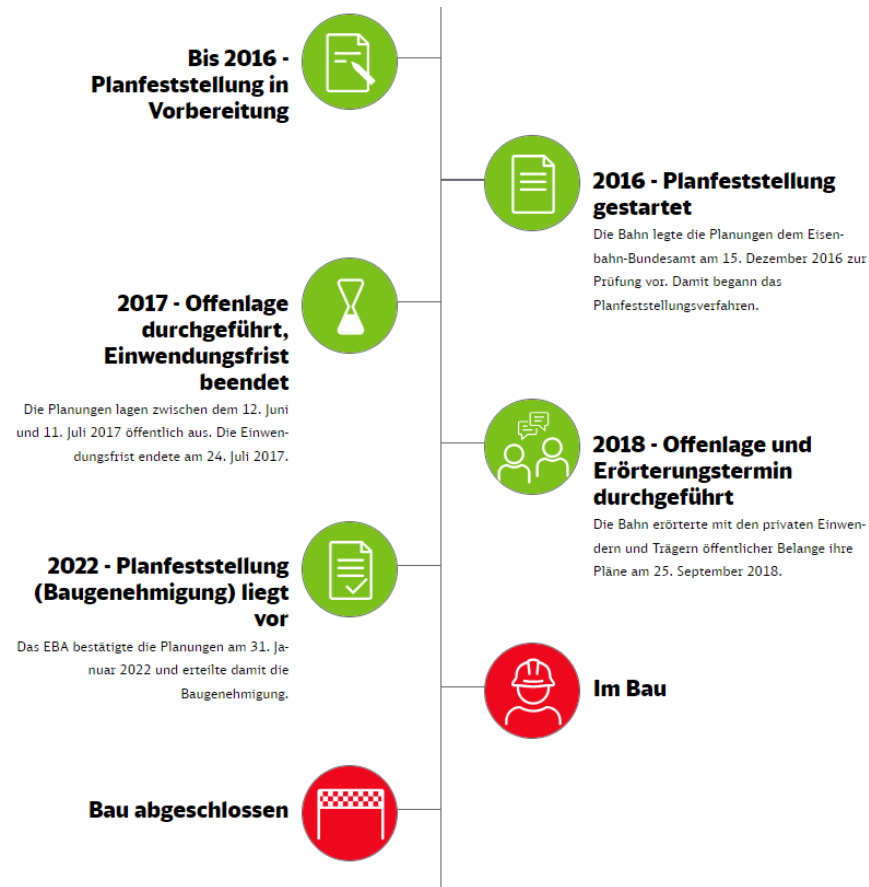 Bis 2016 -
Planfeststellung in
Vorbereitung
2016 - Planfeststellung
gestartet
Die Bahn legte die Planungen dem Eisen-
bahn-Bundesamt am 15. Dezember 2016 zur
Prüfung vor. Damit begann das
Planfeststellungsverfahren.
2017 - Offenlage
durchgeführt,
Einwendungsfrist
beendet
Die Planungen lagen zwischen dem 12. Juni
und 11. Juli 2017 öffentlich aus. Die Einwen-
dungsfrist endete am 24. Juli 2017.
2018 - Offenlage und
Erörterungstermin
durchgeführt
Die Bahn erörterte mit den privaten Einwen-
dern und Trägern öffentlicher Belange ihre
Pläne am 25. September 2018.
2022 - Planfeststellung
(Baugenehmigung) liegt
vor
Das EBA bestätigte die Planungen am 31. Ja-
nuar 2022 und erteilte damit die
Baugenehmigung.
Im Bau
Bau abgeschlossen